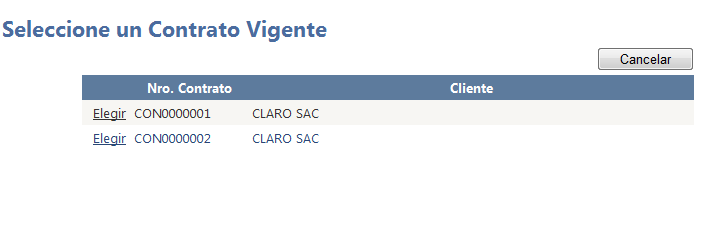 Seleccione un Contrato Vigente
Cancelar
Nro. Contrato Cliente
Elegir CON0000001 CLARO SAC
Elegir CON0000002 CLARO SAC